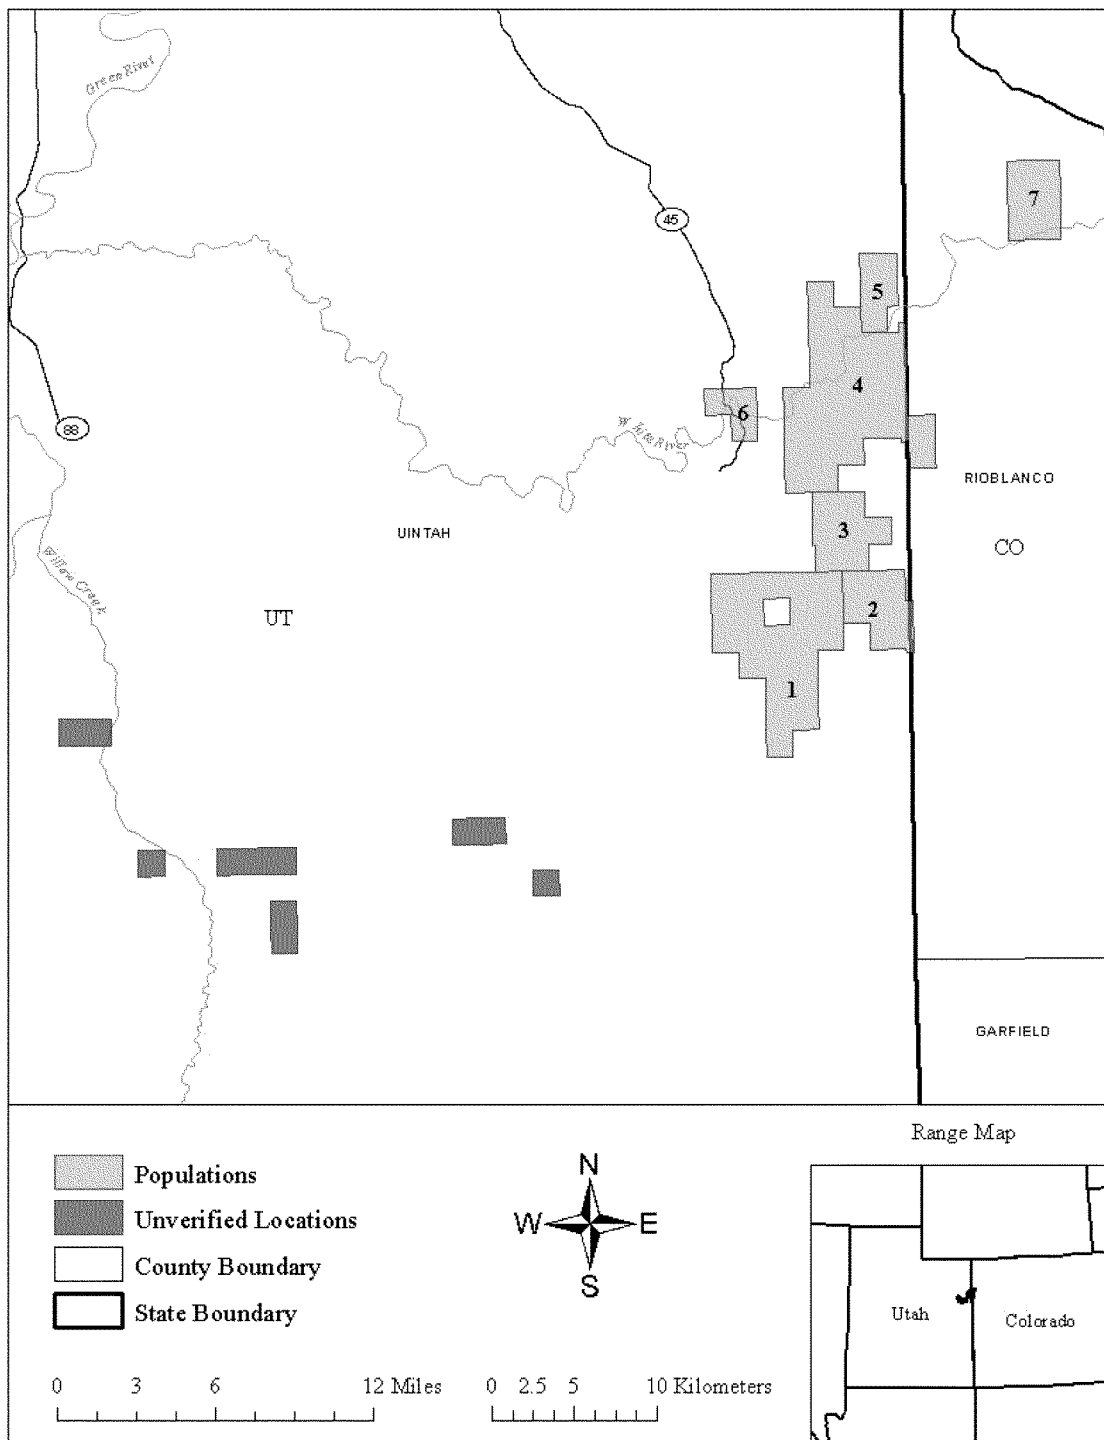 Green River
7
45
5
4
6
White River
88
RIOBLANCO
3
UINTAH
CO
Willow Creek
2
UT
1
GARFIELD
Range Map
Populations
Unverified Locations
County Boundary
State Boundary
N
W E
S
Utah Colorado
0 3 6 12 Miles 0 2.5 5 10 Kilometers